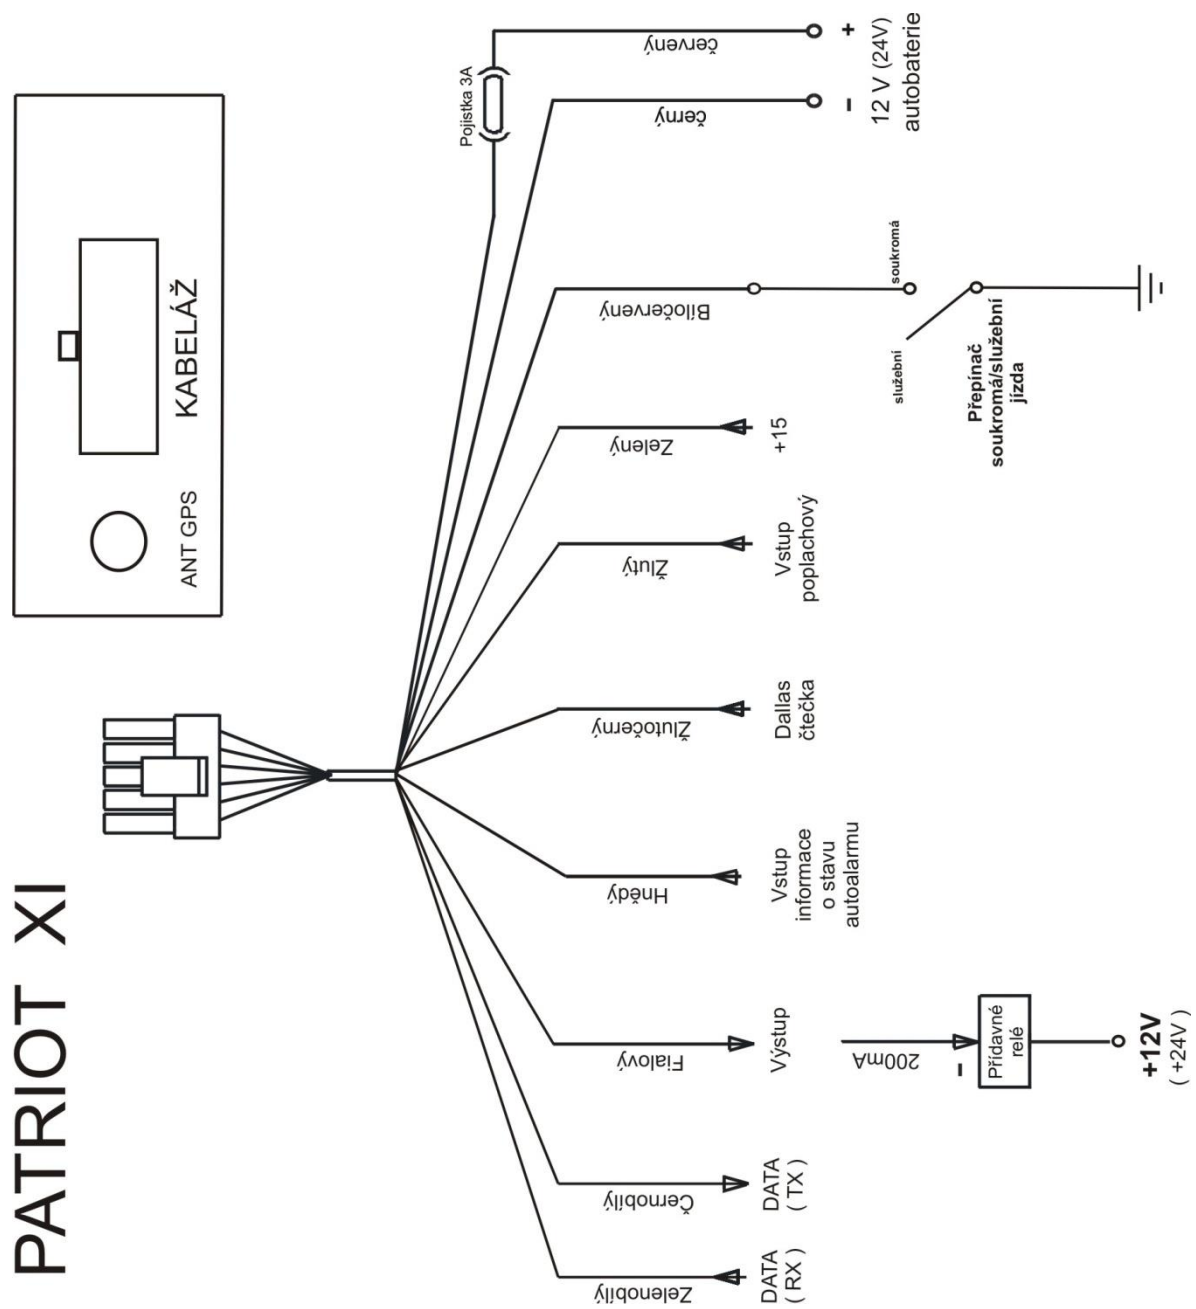 PATRIOT XI
ANT GPS
KABELÁŽ
Pojistka 3A
červený
+
černý
-
12 V (24V)
autobaterie
Bíločervený
soukromá
služební
Přepínač
soukromá/služební
jízda
-
Zelený
+15
Žlutý
Vstup
poplachový
Žlutočerný
Dallas
čtečka
Hnědý
Vstup
informace
o stavu
autoalarmu
Fialový
Výstup
200mA
-
Přídavné
relé
+12V
( +24V )
Černobílý
DATA
( TX )
Zelenobílý
DATA
( RX )